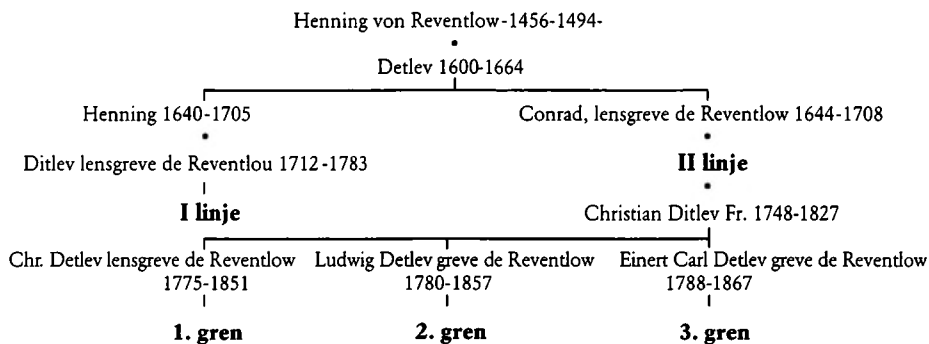 Henning von Reventlow-1456-1494-
Detlev 1600-1664
Henning 1640-1705
Conrad, lensgreve de Reventlow 1644-1708
Ditlev lensgreve de Reventlou 1712-1783
II linje
I linje
Christian Ditlev Fr. 1748-1827
Chr. Detlev lensgreve de Reventlow
1775-1851
Ludwig Detlev greve de Reventlow
1780-1857
Einert Carl Detlev greve de Reventlow
1788-1867
1. gren
2. gren
3. gren